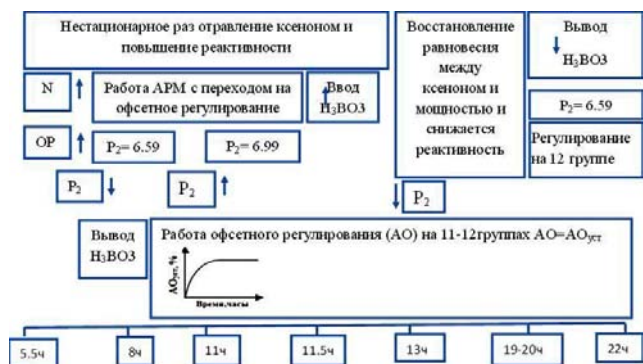 Нестационарное раз отравление ксеноном и
повышение реактивности
N
Работа АРМ с переходом на
офсетное регулирование
Ввод
H₃BO3
OP
P₂= 6.59
P₂= 6.99
P₂
P₂
Восстановление
равновесия
между
ксеноном и
мощностью и
снижается
реактивность
P₂
Вывод
H₃BO3
P₂= 6.59
Регулирование
на 12 группе
Вывод
H₃BO3
Работа офсетного регулирования (АО) на 11-12группах АО=АОуст
АОуст,%
Время,часы
5.5ч
8ч
11ч
11.5ч
13ч
19-20ч
22ч